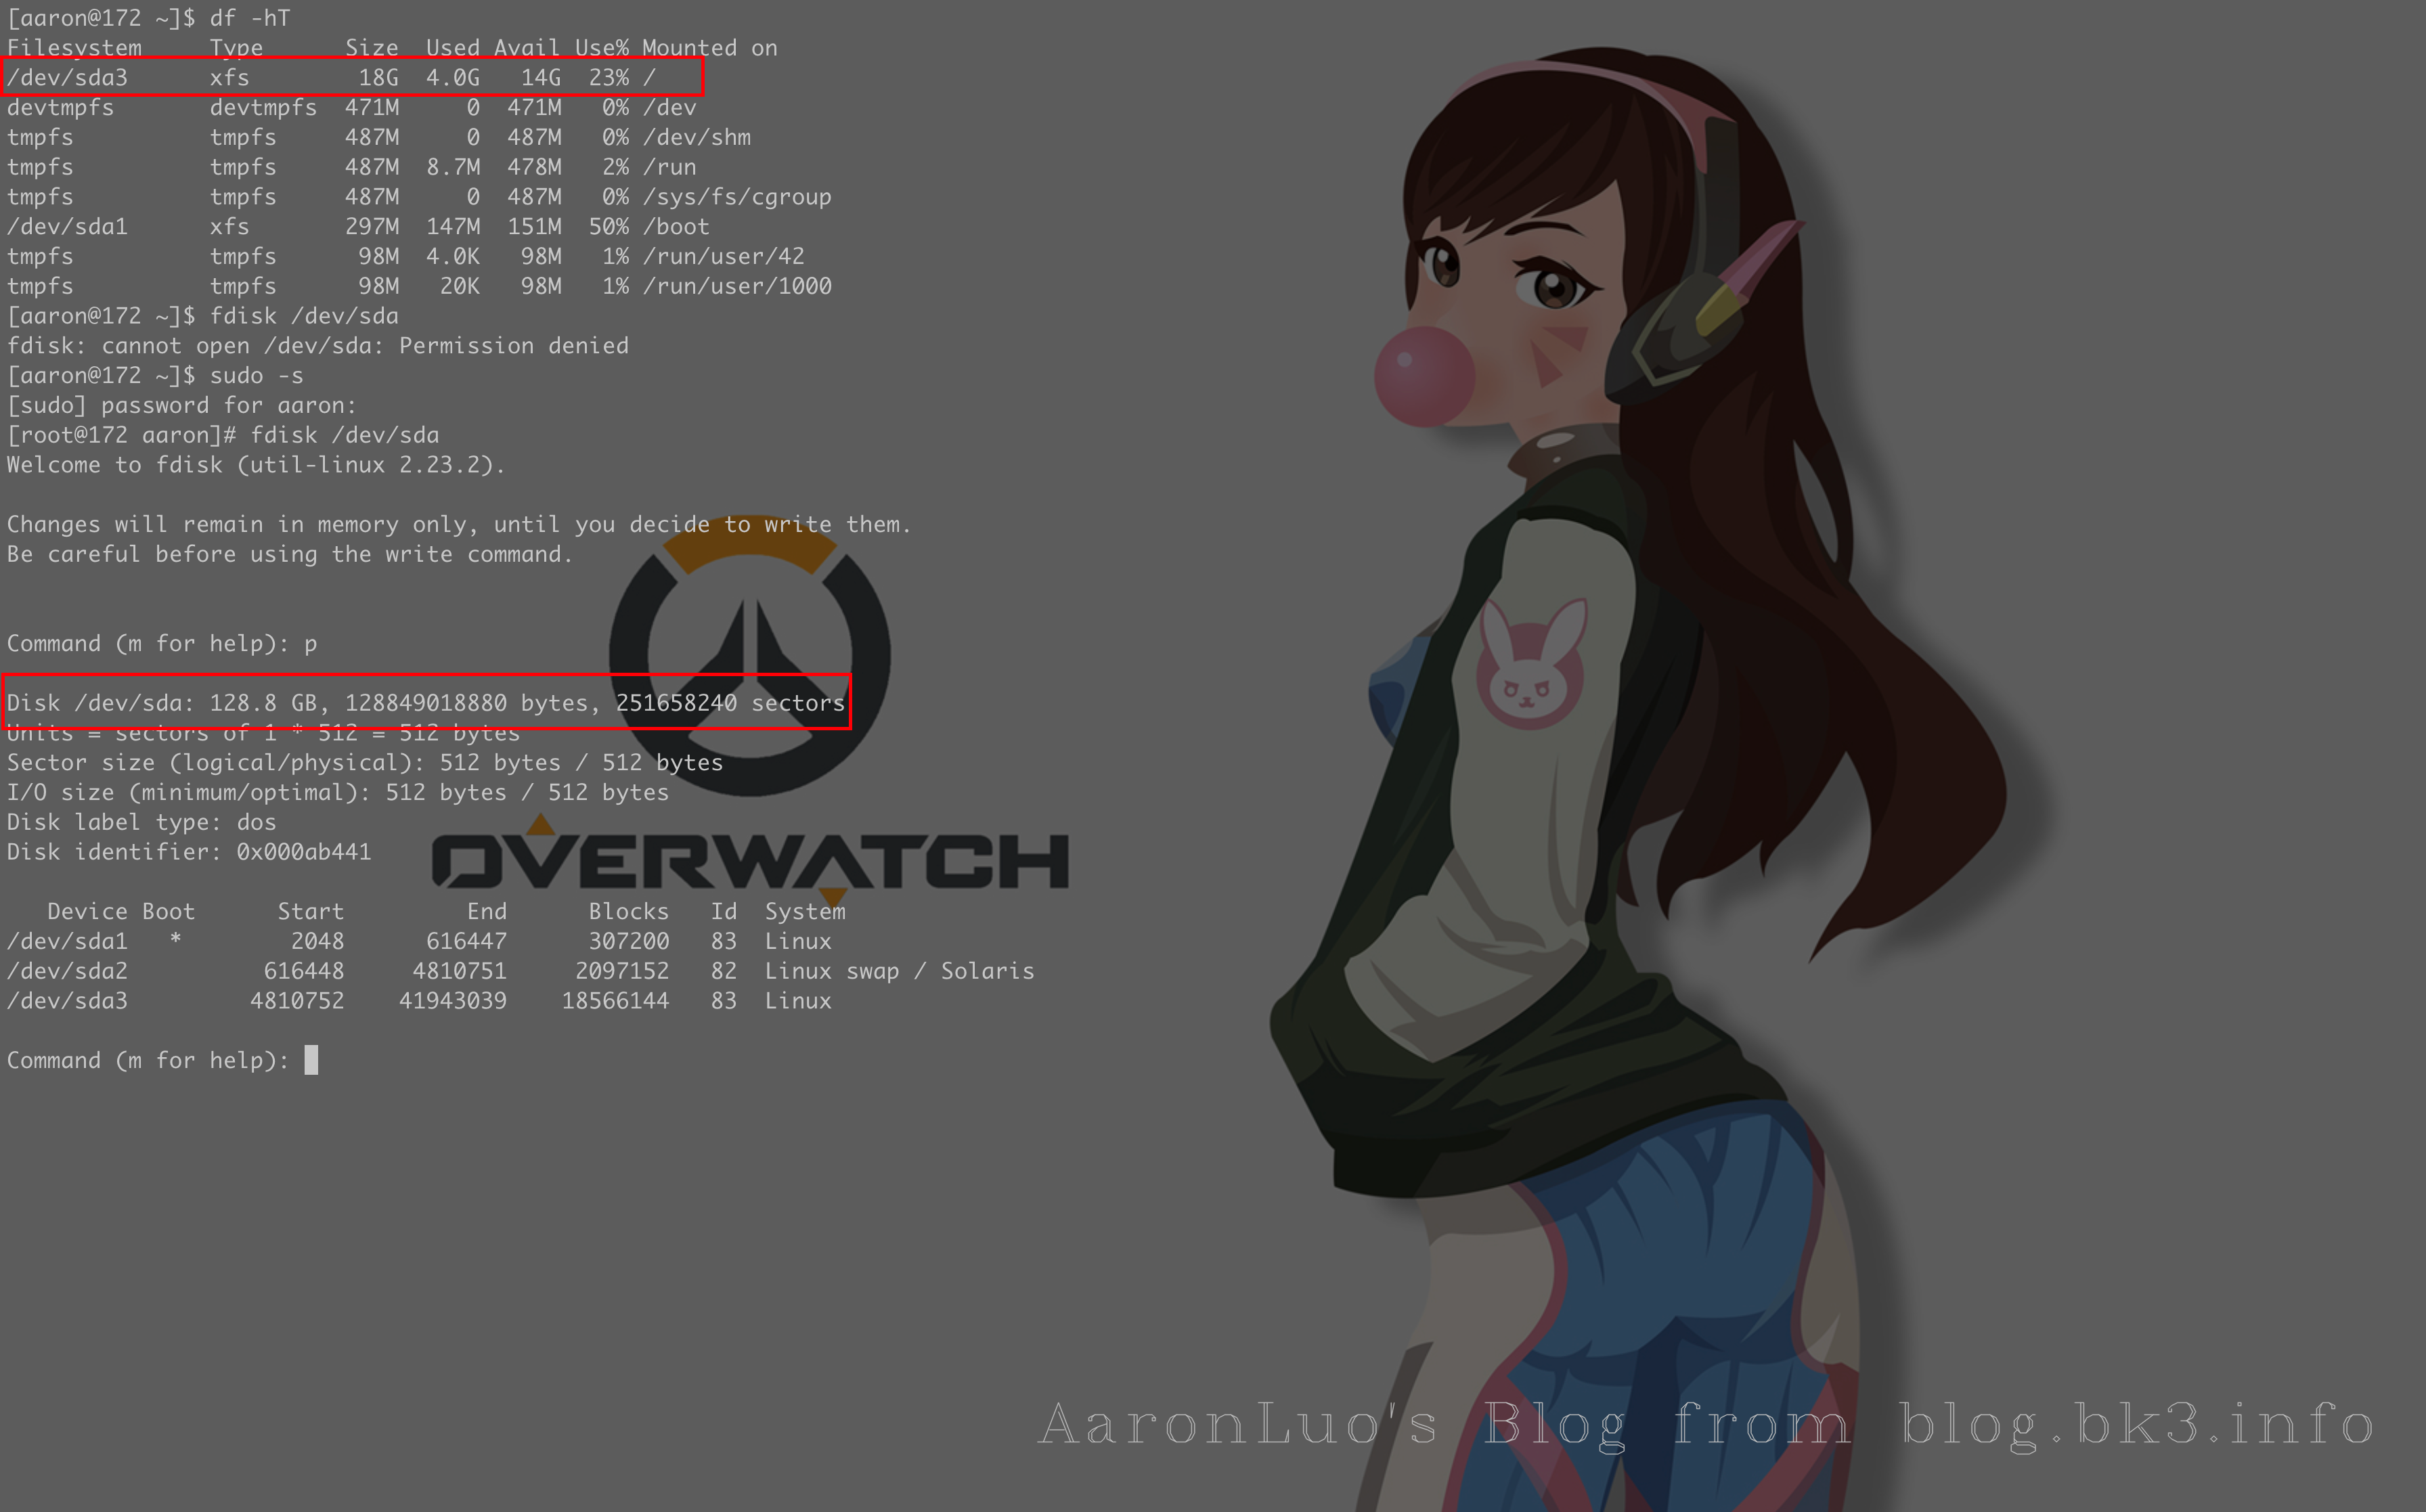 [aaron@172 ~]$ df -hT
Filesystem     Type      Size  Used Avail Use% Mounted on
/dev/sda3      xfs        18G  4.0G   14G  23% /
devtmpfs       devtmpfs  471M     0  471M   0% /dev
tmpfs          tmpfs     487M     0  487M   0% /dev/shm
tmpfs          tmpfs     487M  8.7M  478M   2% /run
tmpfs          tmpfs     487M     0  487M   0% /sys/fs/cgroup
/dev/sda1      xfs       297M  147M  151M  50% /boot
tmpfs          tmpfs      98M  4.0K   98M   1% /run/user/42
tmpfs          tmpfs      98M   20K   98M   1% /run/user/1000
[aaron@172 ~]$ fdisk /dev/sda
fdisk: cannot open /dev/sda: Permission denied
[aaron@172 ~]$ sudo -s
[sudo] password for aaron:
[root@172 aaron]# fdisk /dev/sda
Welcome to fdisk (util-linux 2.23.2).
Changes will remain in memory only, until you decide to write them.
Be careful before using the write command.
Command (m for help): p
Disk /dev/sda: 128.8 GB, 128849018880 bytes, 251658240 sectors
Units = sectors of 1 * 512 = 512 bytes
Sector size (logical/physical): 512 bytes / 512 bytes
I/O size (minimum/optimal): 512 bytes / 512 bytes
Disk label type: dos
Disk identifier: 0x000ab441
OVERWATCH
   Device Boot      Start         End      Blocks   Id  System
/dev/sda1   *        2048      616447      307200   83  Linux
/dev/sda2          616448     4810751     2097152   82  Linux swap / Solaris
/dev/sda3         4810752    41943039    18566144   83  Linux
Command (m for help):
AaronLuo's Blog from blog.bk3.info